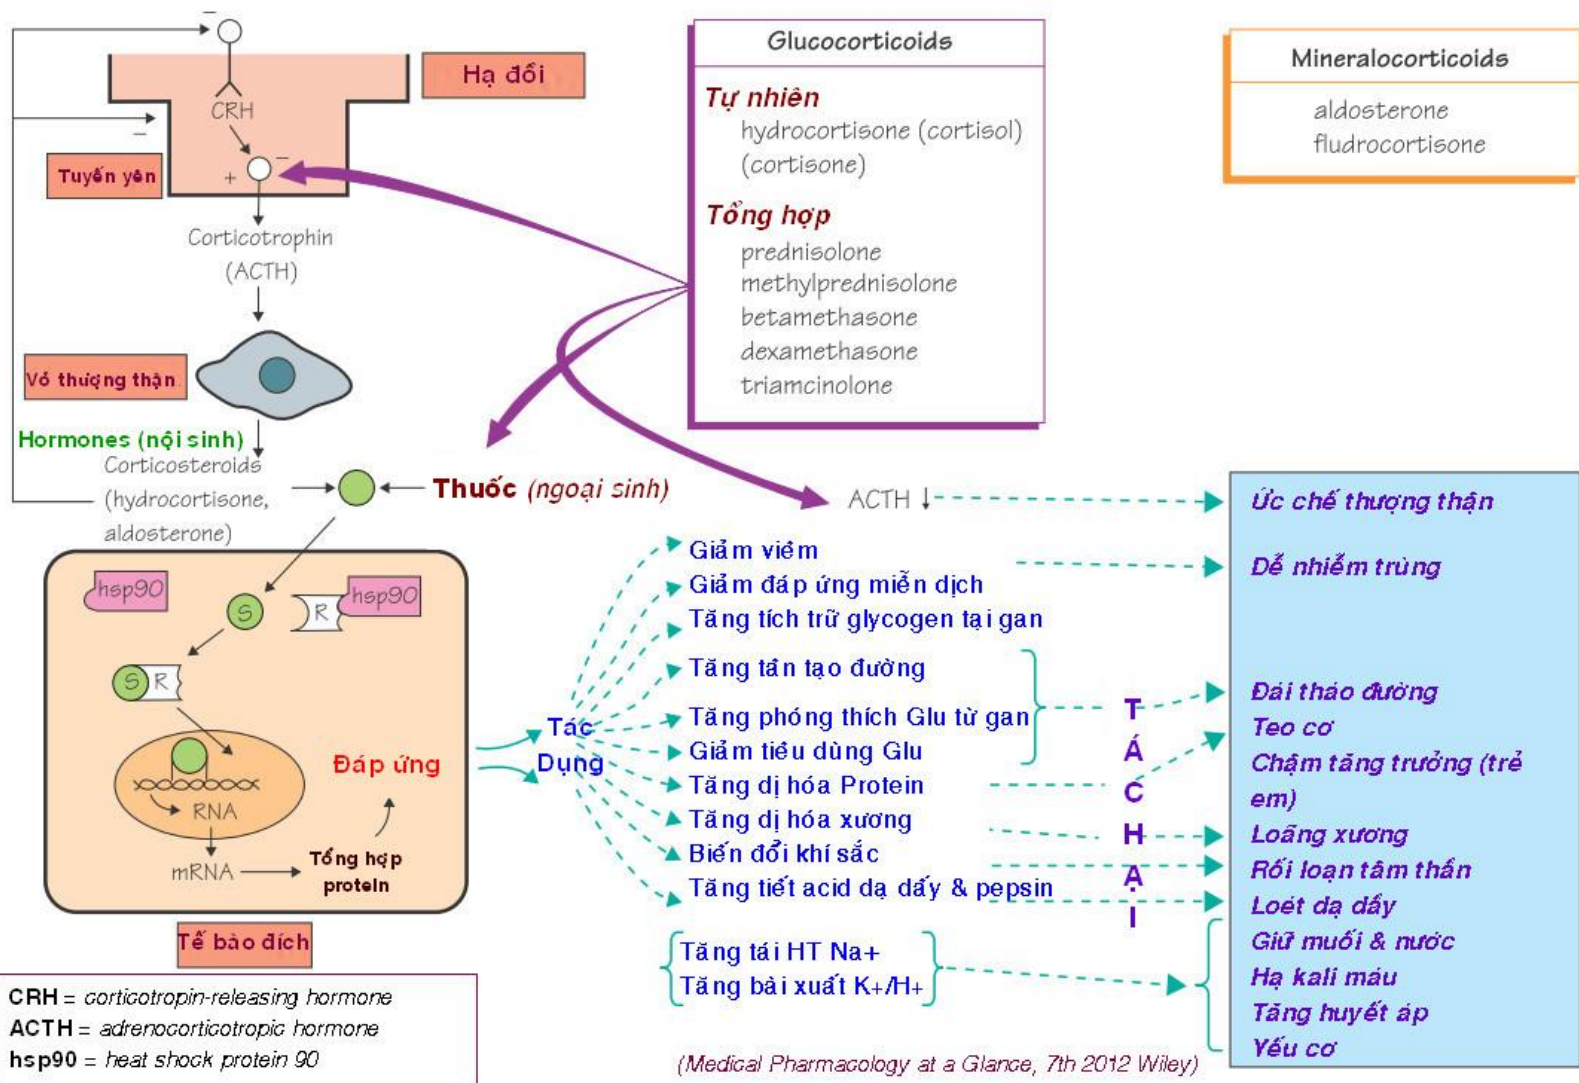 Hạ đồi
CRH
Tuyến yên
Corticotrophin
(ACTH)
Vỏ thượng thận
Hormones (nội sinh)
Corticosteroids
(hydrocortisone,
aldosterone)
Glucocorticoids
Tự nhiên
hydrocortisone (cortisol)
(cortisone)
Tổng hợp
prednisolone
methylprednisolone
betamethasone
dexamethasone
triamcinolone
Mineralocorticoids
aldosterone
fludrocortisone
Thuốc (ngoại sinh)
ACTH ↓
hsp90
S
R
hsp90
S R
RNA
mRNA
Tổng hợp
protein
Đáp ứng
Tế bào đích
Tác
Dụng
Giảm viêm
Giảm đáp ứng miễn dịch
Tăng tích trữ glycogen tại gan
Tăng tân tạo đường
Tăng phóng thích Glu từ gan
Giảm tiêu dùng Glu
Tăng dị hóa Protein
Tăng dị hóa xương
Biến đổi khí sắc
Tăng tiết acid dạ dấy & pepsin
Tăng tái HT Na+
Tăng bài xuất K+/H+
T
Á
C
H
Ạ
I
Ức chế thượng thận
Dễ nhiễm trùng
Đái tháo đường
Teo cơ
Chậm tăng trưởng (trẻ
em)
Loãng xương
Rối loạn tâm thần
Loét dạ dầy
Giữ muối & nước
Hạ kali máu
Tăng huyết áp
Yếu cơ
CRH = corticotropin-releasing hormone
ACTH = adrenocorticotropic hormone
hsp90 = heat shock protein 90
(Medical Pharmacology at a Glance, 7th 2012 Wiley)